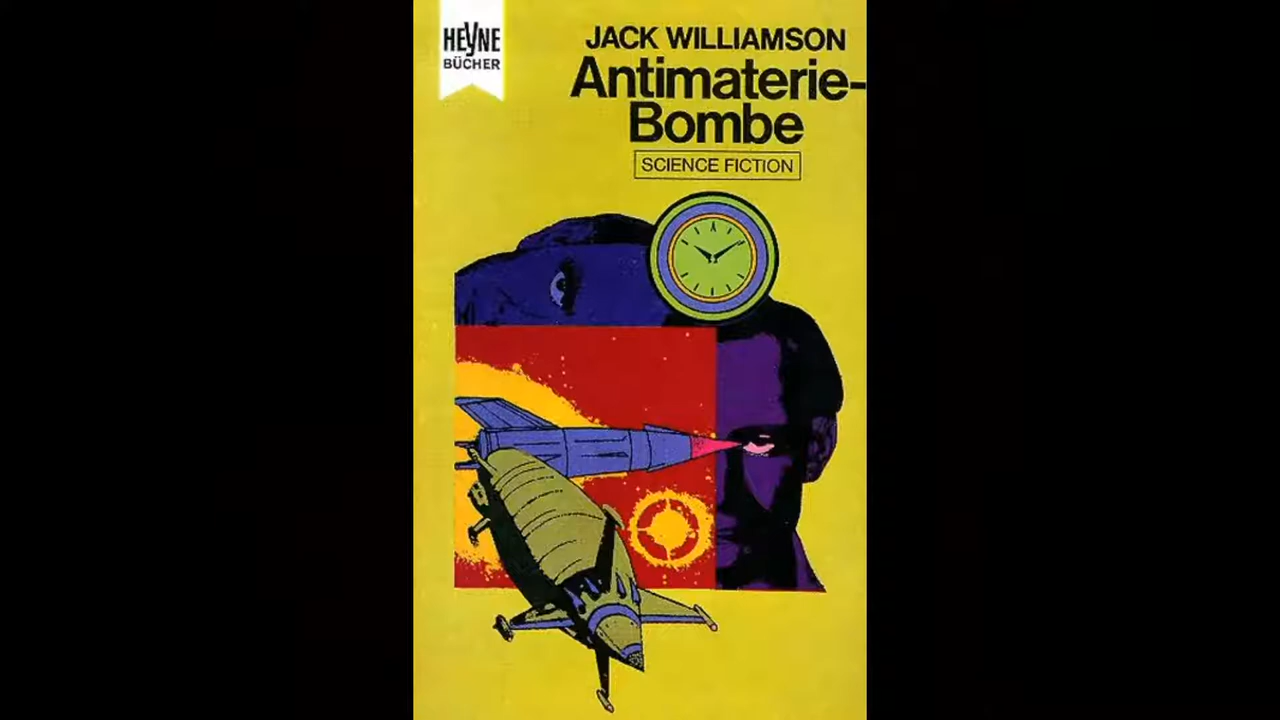 HEYNE
BÜCHER
JACK WILLIAMSON
Antimaterie-
Bombe
SCIENCE FICTION